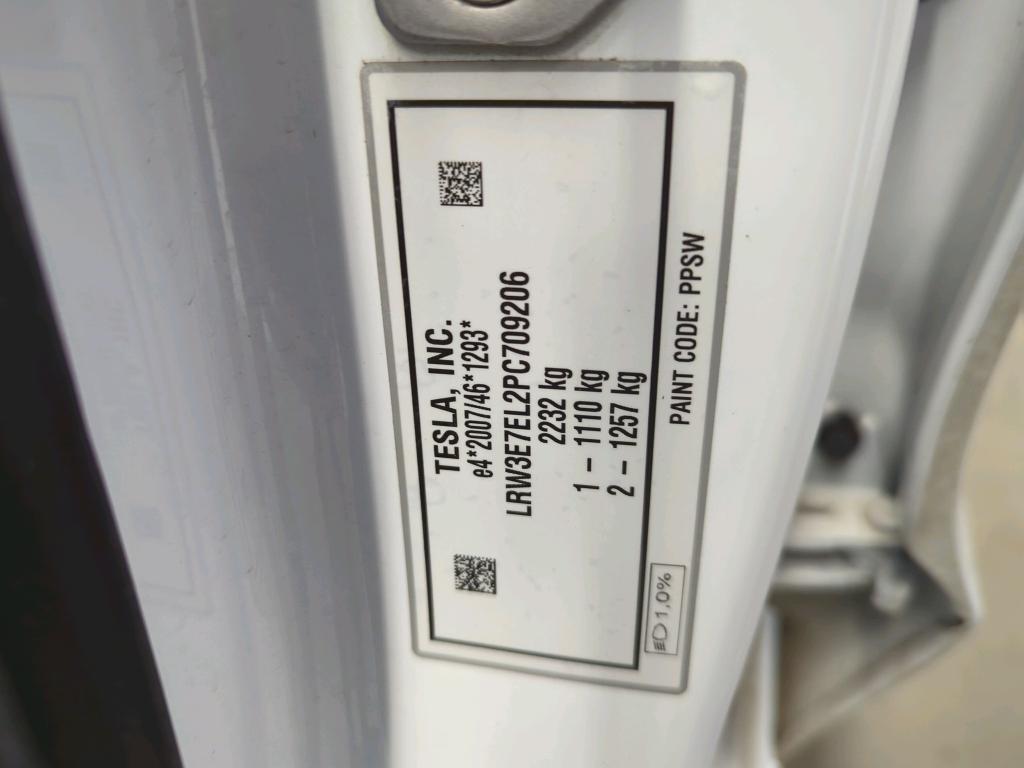 TESLA, INC.
e4*2007/46*1293*
LRW3E7EL2PC709206
2232 kg
1 – 1110 kg
2 – 1257 kg
PAINT CODE: PPSW
1,0%